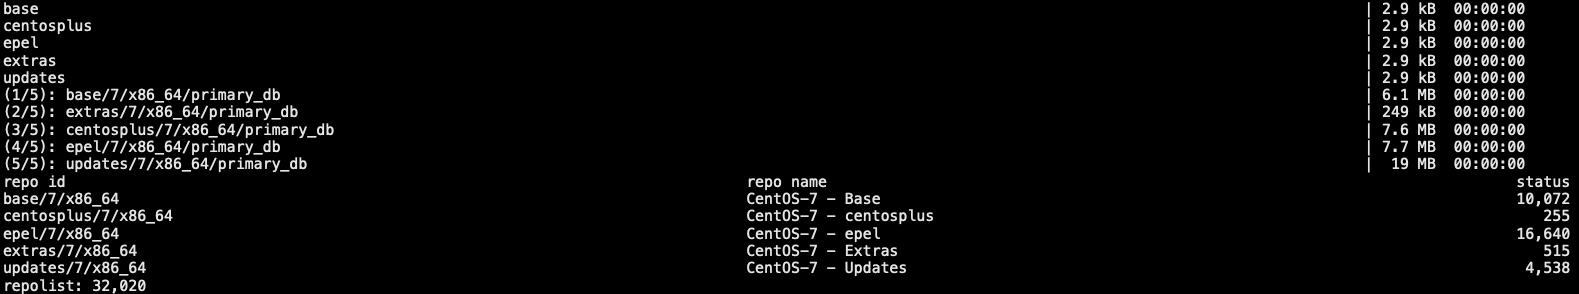 base | 2.9 kB 00:00:00
centosplus | 2.9 kB 00:00:00
epel | 2.9 kB 00:00:00
extras | 2.9 kB 00:00:00
updates | 2.9 kB 00:00:00
(1/5): base/7/x86_64/primary_db | 6.1 MB 00:00:00
(2/5): extras/7/x86_64/primary_db | 249 kB 00:00:00
(3/5): centosplus/7/x86_64/primary_db | 7.6 MB 00:00:00
(4/5): epel/7/x86_64/primary_db | 7.7 MB 00:00:00
(5/5): updates/7/x86_64/primary_db | 19 MB 00:00:00
repo id repo name status
base/7/x86_64 CentOS-7 - Base 10,072
centosplus/7/x86_64 CentOS-7 - centosplus 255
epel/7/x86_64 CentOS-7 - epel 16,640
extras/7/x86_64 CentOS-7 - Extras 515
updates/7/x86_64 CentOS-7 - Updates 4,538
repolist: 32,020